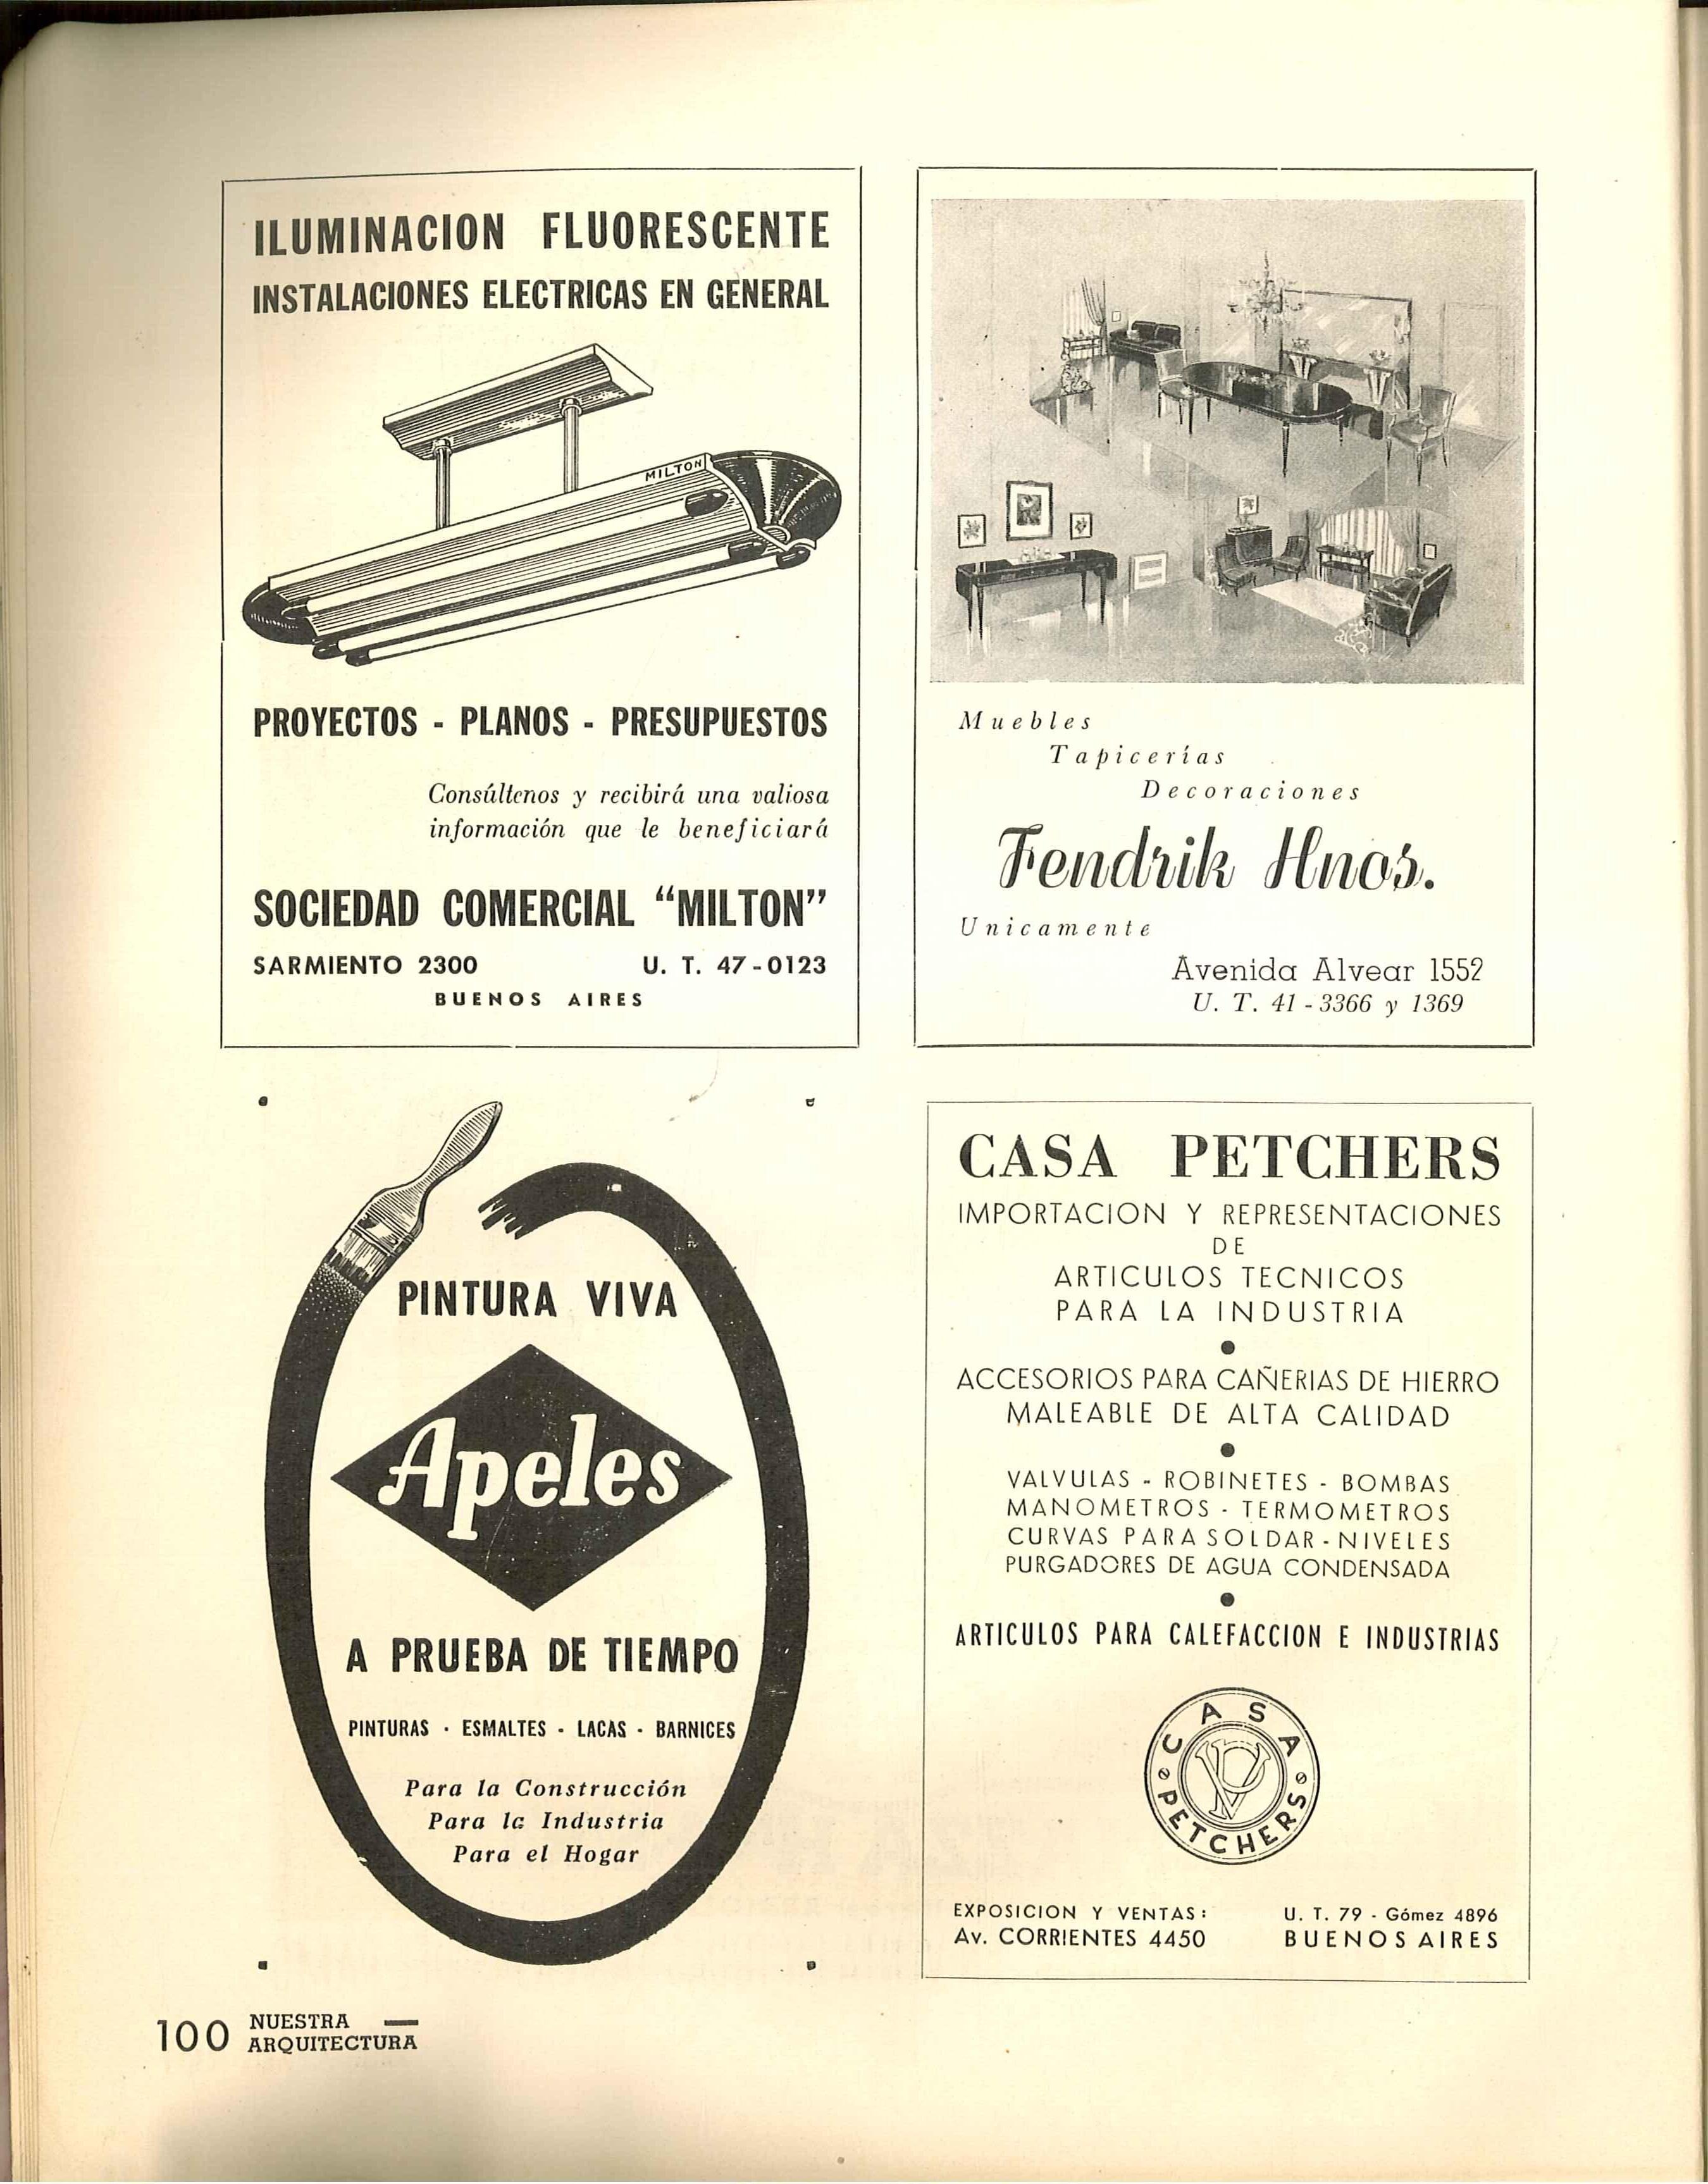 ILUMINACION FLUORESCENTE
INSTALACIONES ELECTRICAS EN GENERAL
MILTON
PROYECTOS - PLANOS - PRESUPUESTOS
Consúltenos y recibirá una valiosa
información que le beneficiará
SOCIEDAD COMERCIAL “MILTON”
SARMIENTO 2300 U. T. 47-0123
BUENOS AIRES
Muebles
Tapicerías
Decoraciones
Fendrik Hnos.
Unicamente
Avenida Alvear 1552
U. T. 41-3366 y 1369
PINTURA VIVA
Apeles
A PRUEBA DE TIEMPO
PINTURAS - ESMALTES - LACAS - BARNICES
Para la Construcción
Para la Industria
Para el Hogar
CASA PETCHERS
IMPORTACION Y REPRESENTACIONES
DE
ARTICULOS TECNICOS
PARA LA INDUSTRIA
ACCESORIOS PARA CAÑERIAS DE HIERRO
MALEABLE DE ALTA CALIDAD
VALVULAS - ROBINETES - BOMBAS
MANOMETROS - TERMOMETROS
CURVAS PARA SOLDAR - NIVELES
PURGADORES DE AGUA CONDENSADA
ARTICULOS PARA CALEFACCION E INDUSTRIAS
CASA
PETCHERS
EXPOSICION Y VENTAS: U. T. 79 - Gómez 4896
Av. CORRIENTES 4450 BUENOS AIRES
100 NUESTRA
ARQUITECTURA